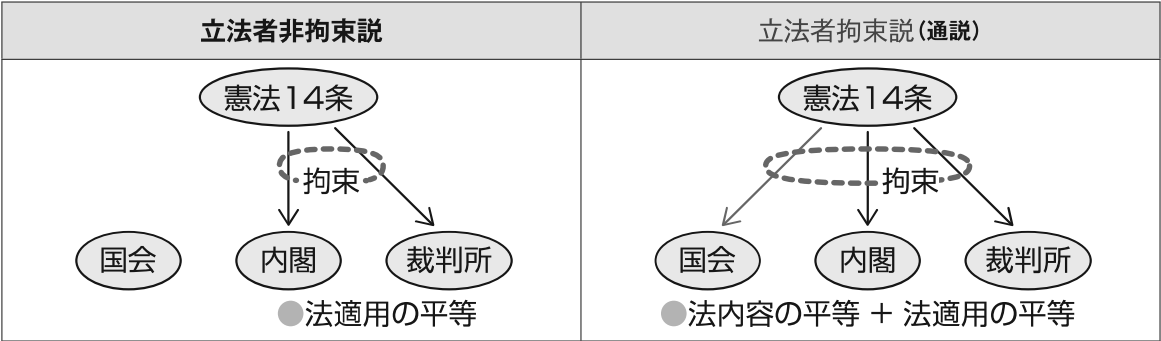 立法者非拘束説
立法者拘束説(通説)
憲法14条
拘束
国会
内閣
裁判所
●法適用の平等
憲法14条
拘束
国会
内閣
裁判所
●法内容の平等 + 法適用の平等